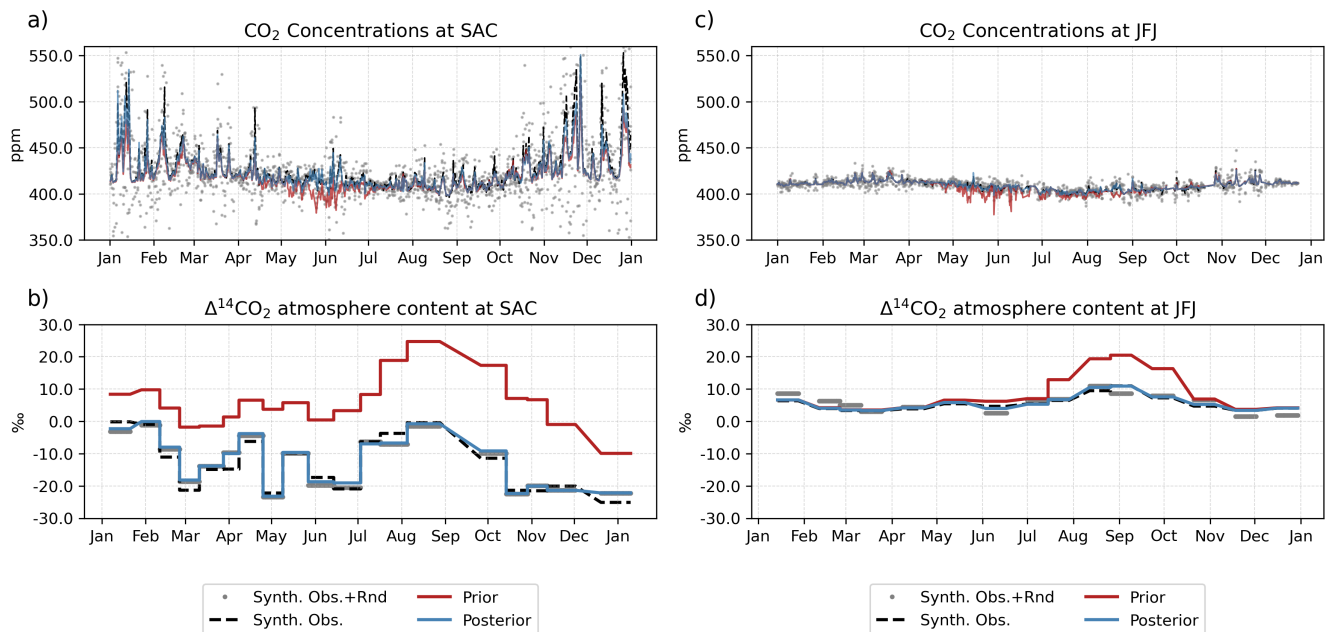 a)
CO₂ Concentrations at SAC
550.0
500.0
450.0
400.0
350.0
ppm
Jan Feb Mar Apr May Jun Jul Aug Sep Oct Nov Dec Jan
c)
CO₂ Concentrations at JFJ
550.0
500.0
450.0
400.0
350.0
ppm
Jan Feb Mar Apr May Jun Jul Aug Sep Oct Nov Dec Jan
b)
Δ¹⁴CO₂ atmosphere content at SAC
30.0
20.0
10.0
0.0
-10.0
-20.0
-30.0
‰
Jan Feb Mar Apr May Jun Jul Aug Sep Oct Nov Dec Jan
d)
Δ¹⁴CO₂ atmosphere content at JFJ
30.0
20.0
10.0
0.0
-10.0
-20.0
-30.0
‰
Jan Feb Mar Apr May Jun Jul Aug Sep Oct Nov Dec Jan
Synth. Obs.+Rnd Prior
Synth. Obs. Posterior
Synth. Obs.+Rnd Prior
Synth. Obs. Posterior